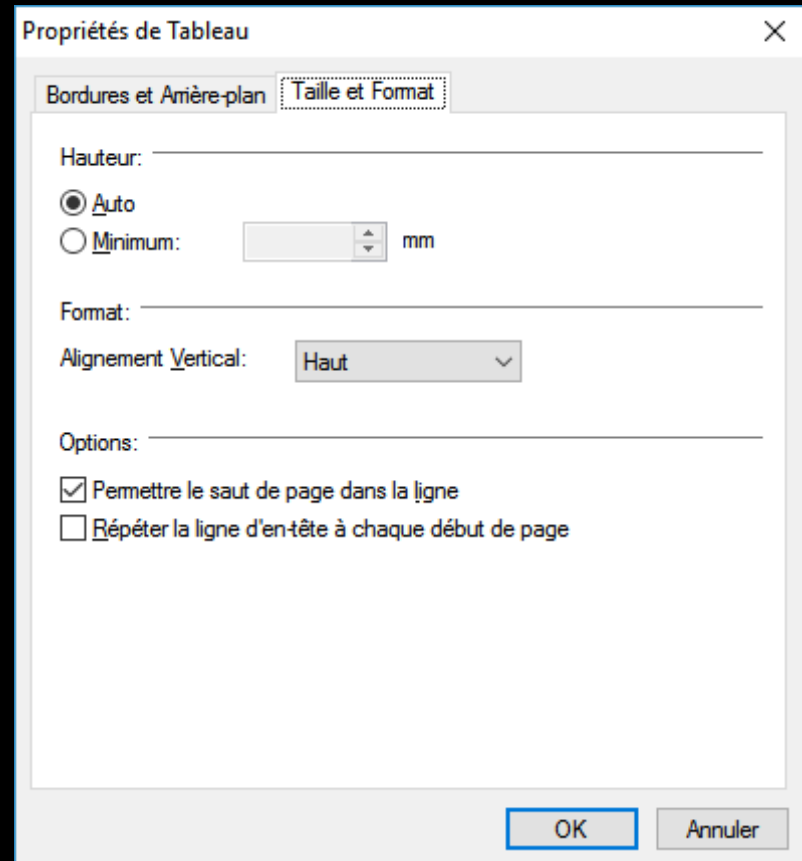 Propriétés de Tableau
Bordures et Arrière-plan
Taille et Format
Hauteur:
Auto
Minimum:
mm
Format:
Alignement Vertical:
Haut
Options:
Permettre le saut de page dans la ligne
Répéter la ligne d'en-tête à chaque début de page
OK
Annuler